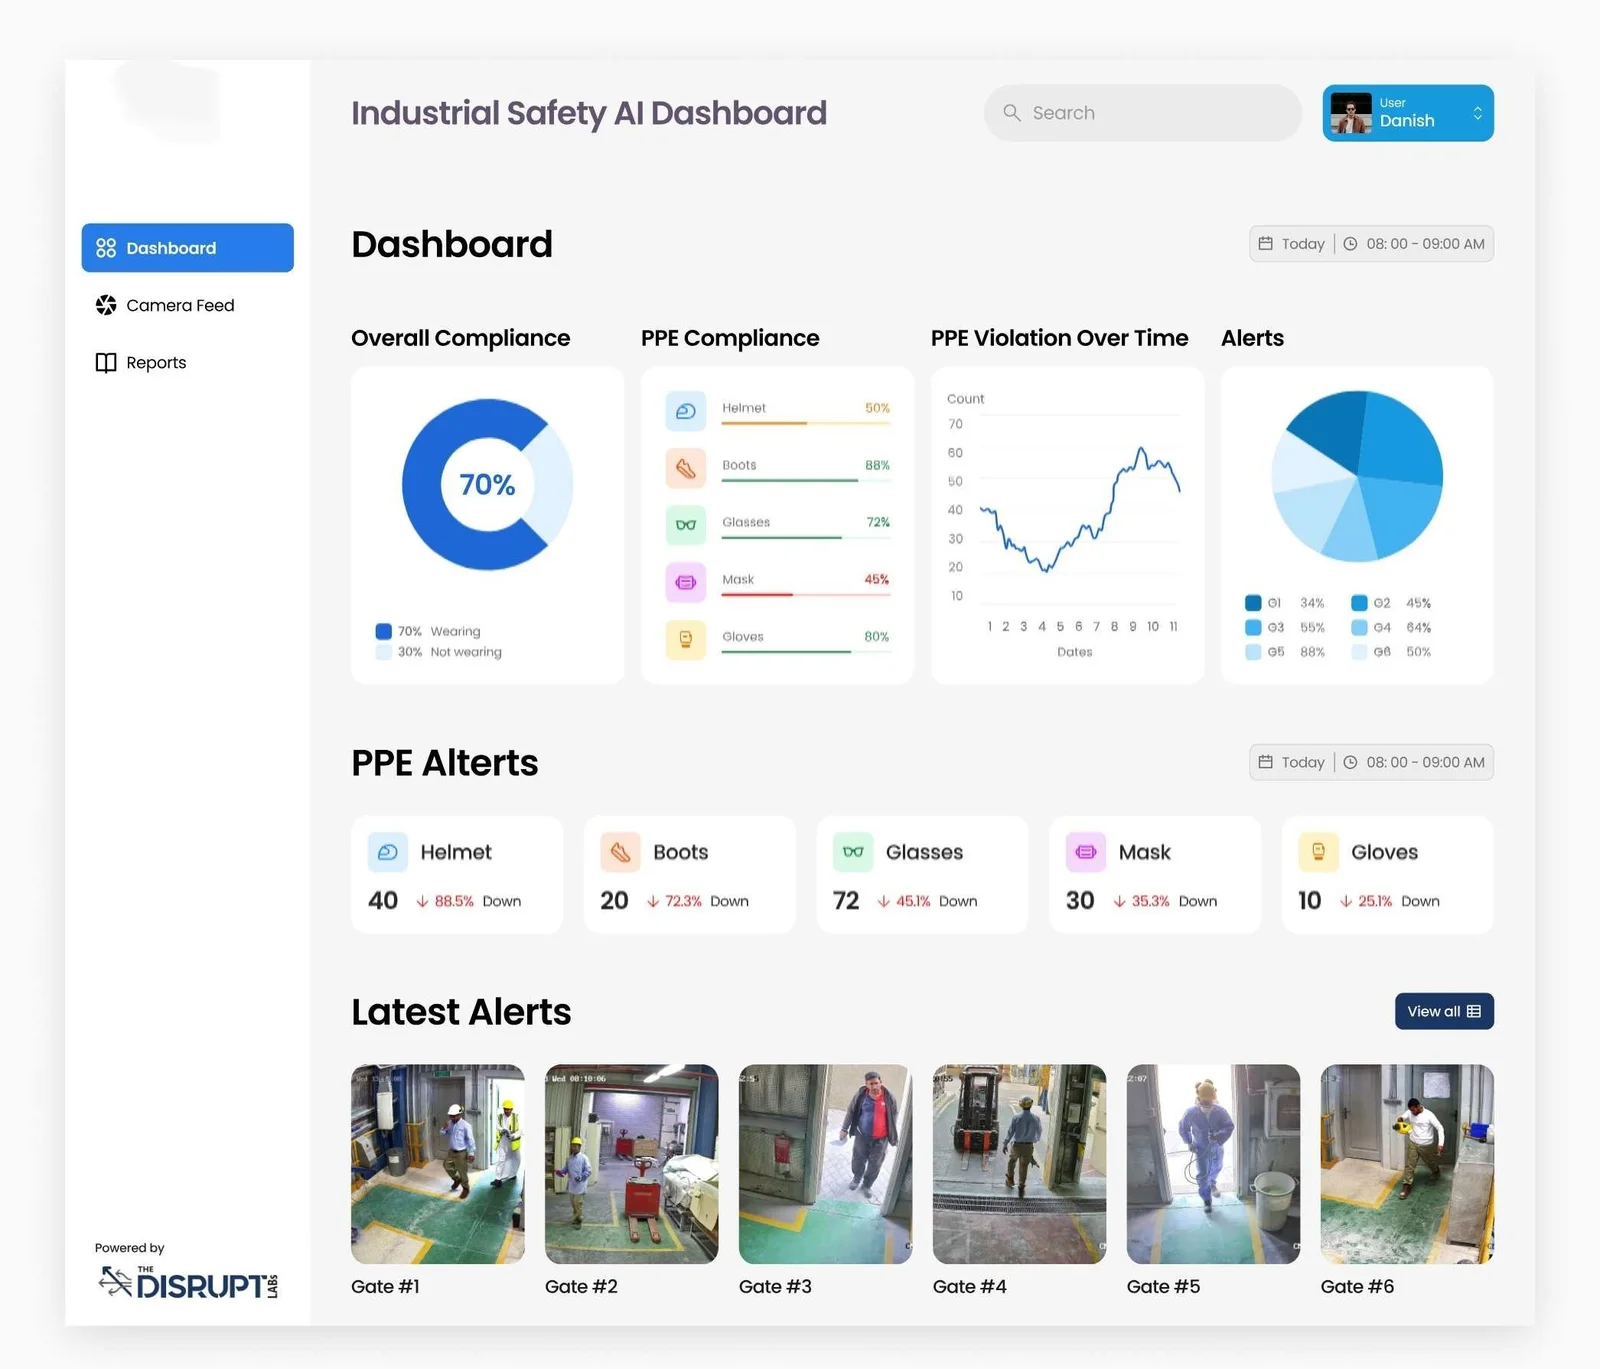 Industrial Safety AI Dashboard
Search
User
Danish
Dashboard
Camera Feed
Reports
Dashboard
Today
08: 00 - 09:00 AM
Overall Compliance
70%
70% Wearing
30% Not wearing
PPE Compliance
Helmet 50%
Boots 88%
Glasses 72%
Mask 45%
Gloves 80%
PPE Violation Over Time
Count
70
60
50
40
30
20
10
1 2 3 4 5 6 7 8 9 10 11
Dates
Alerts
G1 34% G2 45%
G3 55% G4 64%
G5 88% G6 50%
PPE Alterts
Today
08: 00 - 09:00 AM
Helmet
40 88.5% Down
Boots
20 72.3% Down
Glasses
72 45.1% Down
Mask
30 35.3% Down
Gloves
10 25.1% Down
Latest Alerts
View all
Wed 08:10:06
2:07
Gate #1
Gate #2
Gate #3
Gate #4
Gate #5
Gate #6
Powered by
THE
DISRUPT
LABS